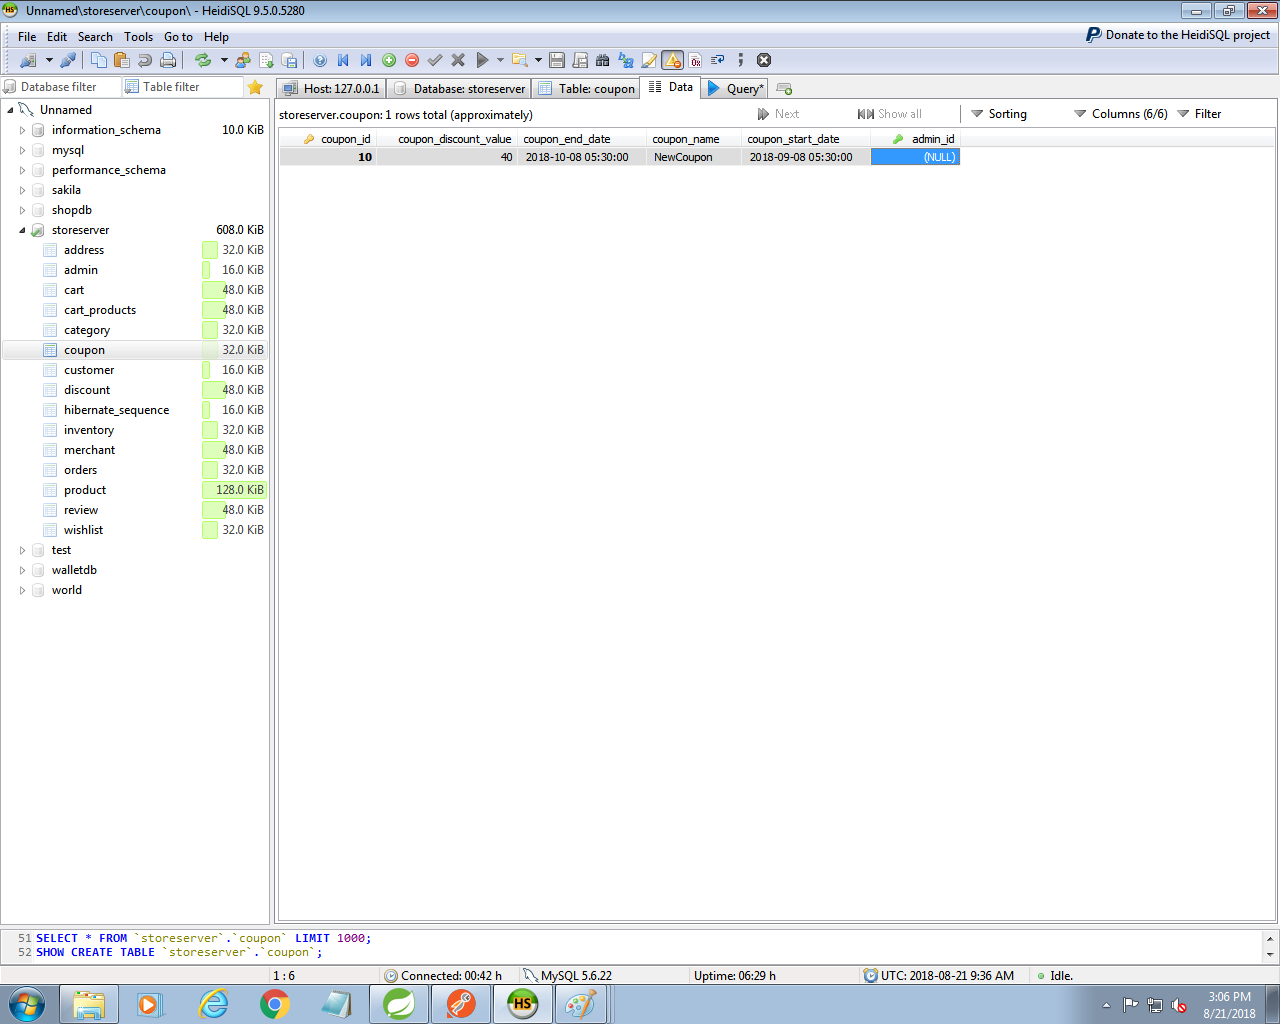 Unnamed\storeserver\coupon\ - HeidiSQL 9.5.0.5280
File Edit Search Tools Go to Help
Donate to the HeidiSQL project
Database filter Table filter
Host: 127.0.0.1 Database: storeserver Table: coupon Data Query*
Unnamed
information_schema 10.0 KiB
mysql
performance_schema
sakila
shopdb
storeserver 608.0 KiB
address 32.0 KiB
admin 16.0 KiB
cart 48.0 KiB
cart_products 48.0 KiB
category 32.0 KiB
coupon 32.0 KiB
customer 16.0 KiB
discount 48.0 KiB
hibernate_sequence 16.0 KiB
inventory 32.0 KiB
merchant 48.0 KiB
orders 32.0 KiB
product 128.0 KiB
review 48.0 KiB
wishlist 32.0 KiB
test
walletdb
world
storeserver.coupon: 1 rows total (approximately) Next Show all Sorting Columns (6/6) Filter
coupon_id coupon_discount_value coupon_end_date coupon_name coupon_start_date admin_id
10 40 2018-10-08 05:30:00 NewCoupon 2018-09-08 05:30:00 (NULL)
51 SELECT * FROM `storeserver`.`coupon` LIMIT 1000;
52 SHOW CREATE TABLE `storeserver`.`coupon`;
1 : 6 Connected: 00:42 h MySQL 5.6.22 Uptime: 06:29 h UTC: 2018-08-21 9:36 AM Idle.
HS
3:06 PM
8/21/2018